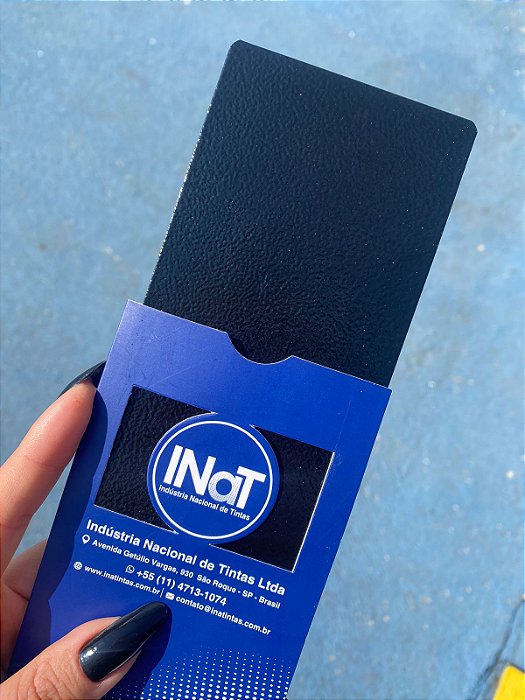 INaT
Indústria Nacional de Tintas
Indústria Nacional de Tintas Ltda
Avenida Getúlio Vargas, 930 São Roque - SP - Brasil
+55 (11) 4713-1074
www.inatintas.com.br | contato@inatintas.com.br